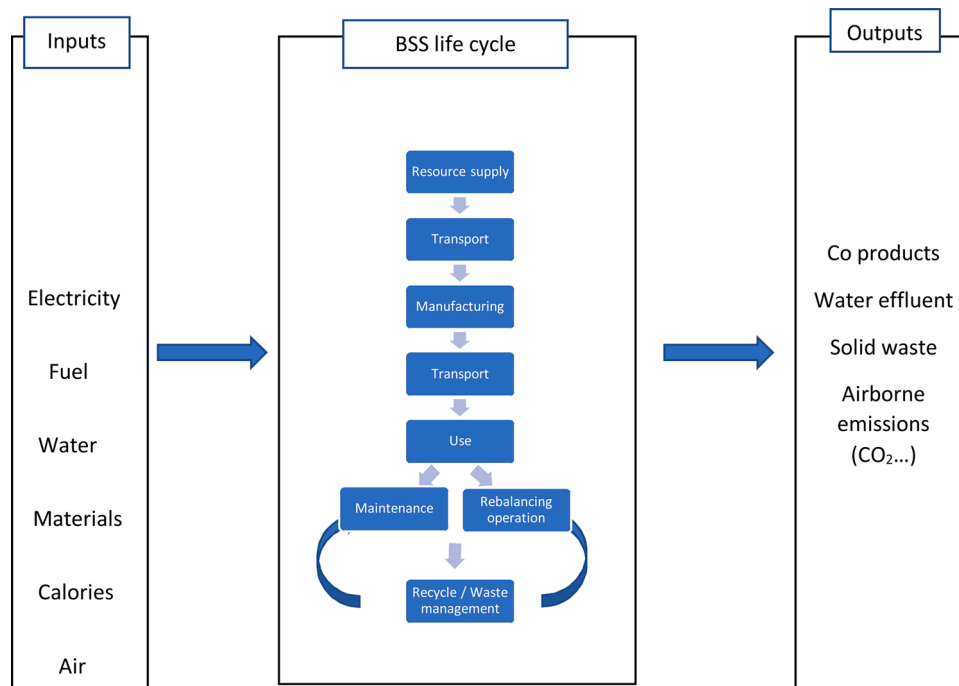 Inputs
Electricity
Fuel
Water
Materials
Calories
Air
BSS life cycle
Resource supply
Transport
Manufacturing
Transport
Use
Maintenance
Rebalancing
operation
Recycle / Waste
management
Outputs
Co products
Water effluent
Solid waste
Airborne
emissions
(CO₂...)